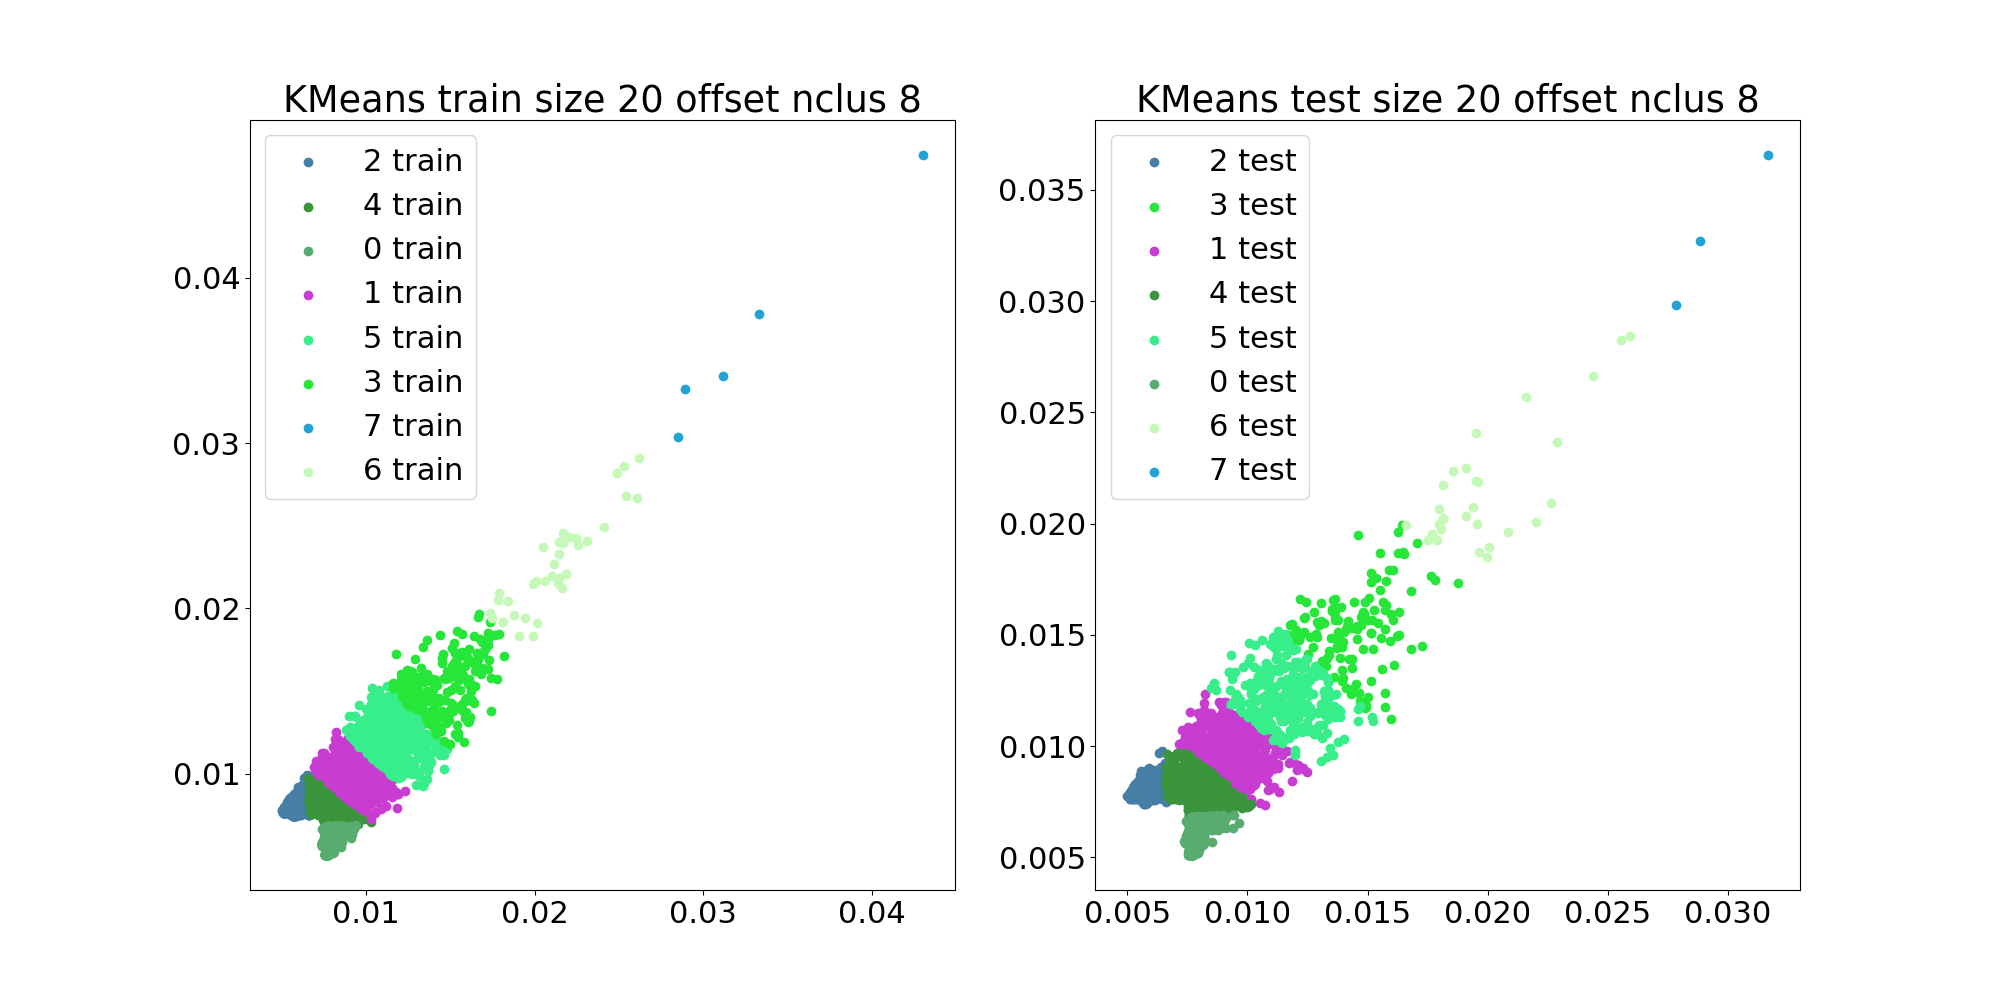 KMeans train size 20 offset nclus 8
2 train
4 train
0 train
1 train
5 train
3 train
7 train
6 train
0.04
0.03
0.02
0.01
0.01 0.02 0.03 0.04
KMeans test size 20 offset nclus 8
2 test
3 test
1 test
4 test
5 test
0 test
6 test
7 test
0.035
0.030
0.025
0.020
0.015
0.010
0.005
0.005 0.010 0.015 0.020 0.025 0.030